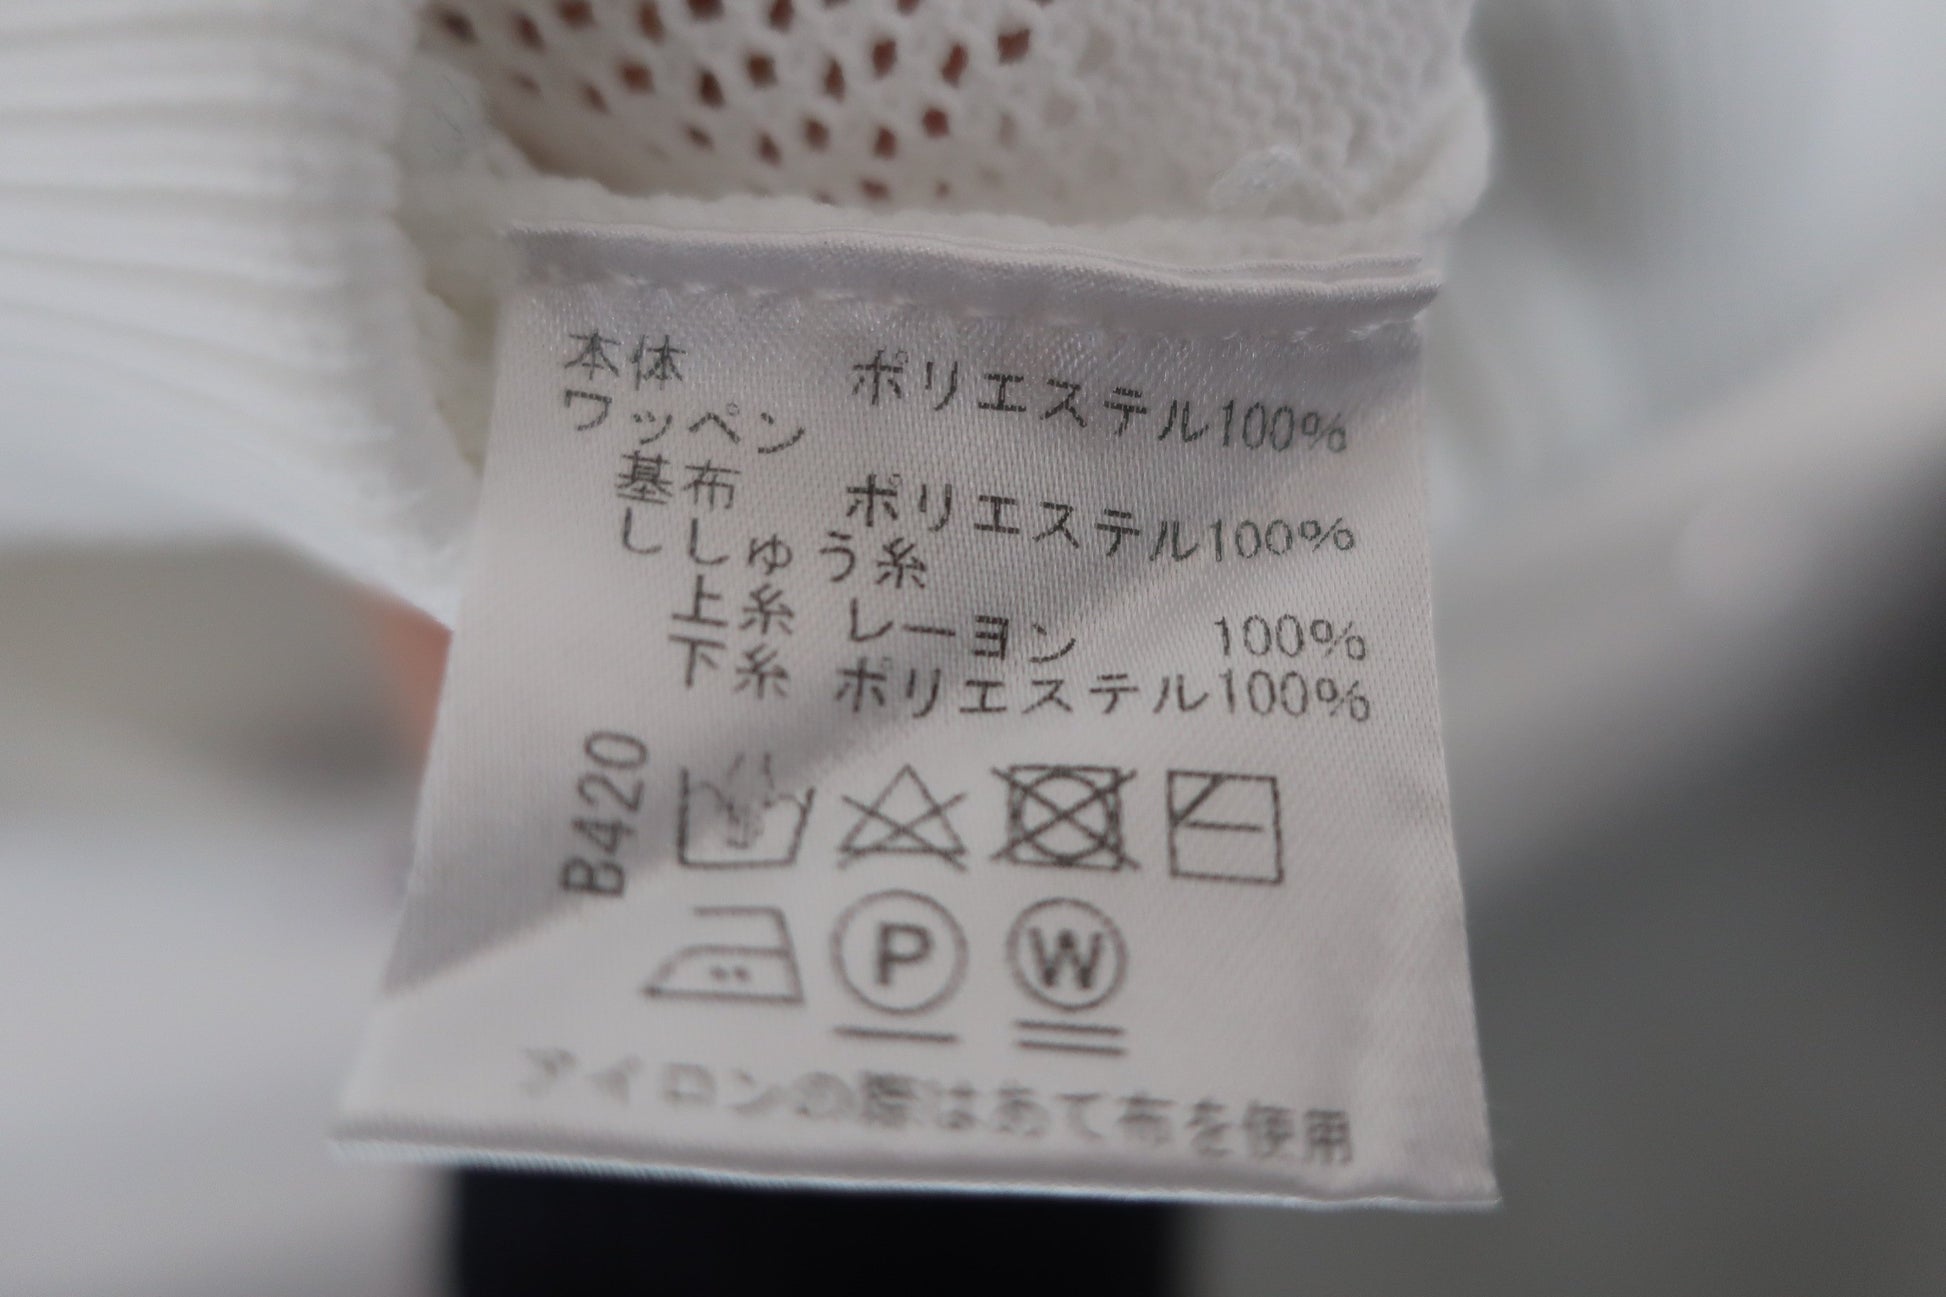 本体 ポリエステル100%
ワッペン
基布 ポリエステル100%
ししゅう糸
上糸 レーヨン 100%
下糸 ポリエステル100%
B420
P W
アイロンの際はあて布を使用